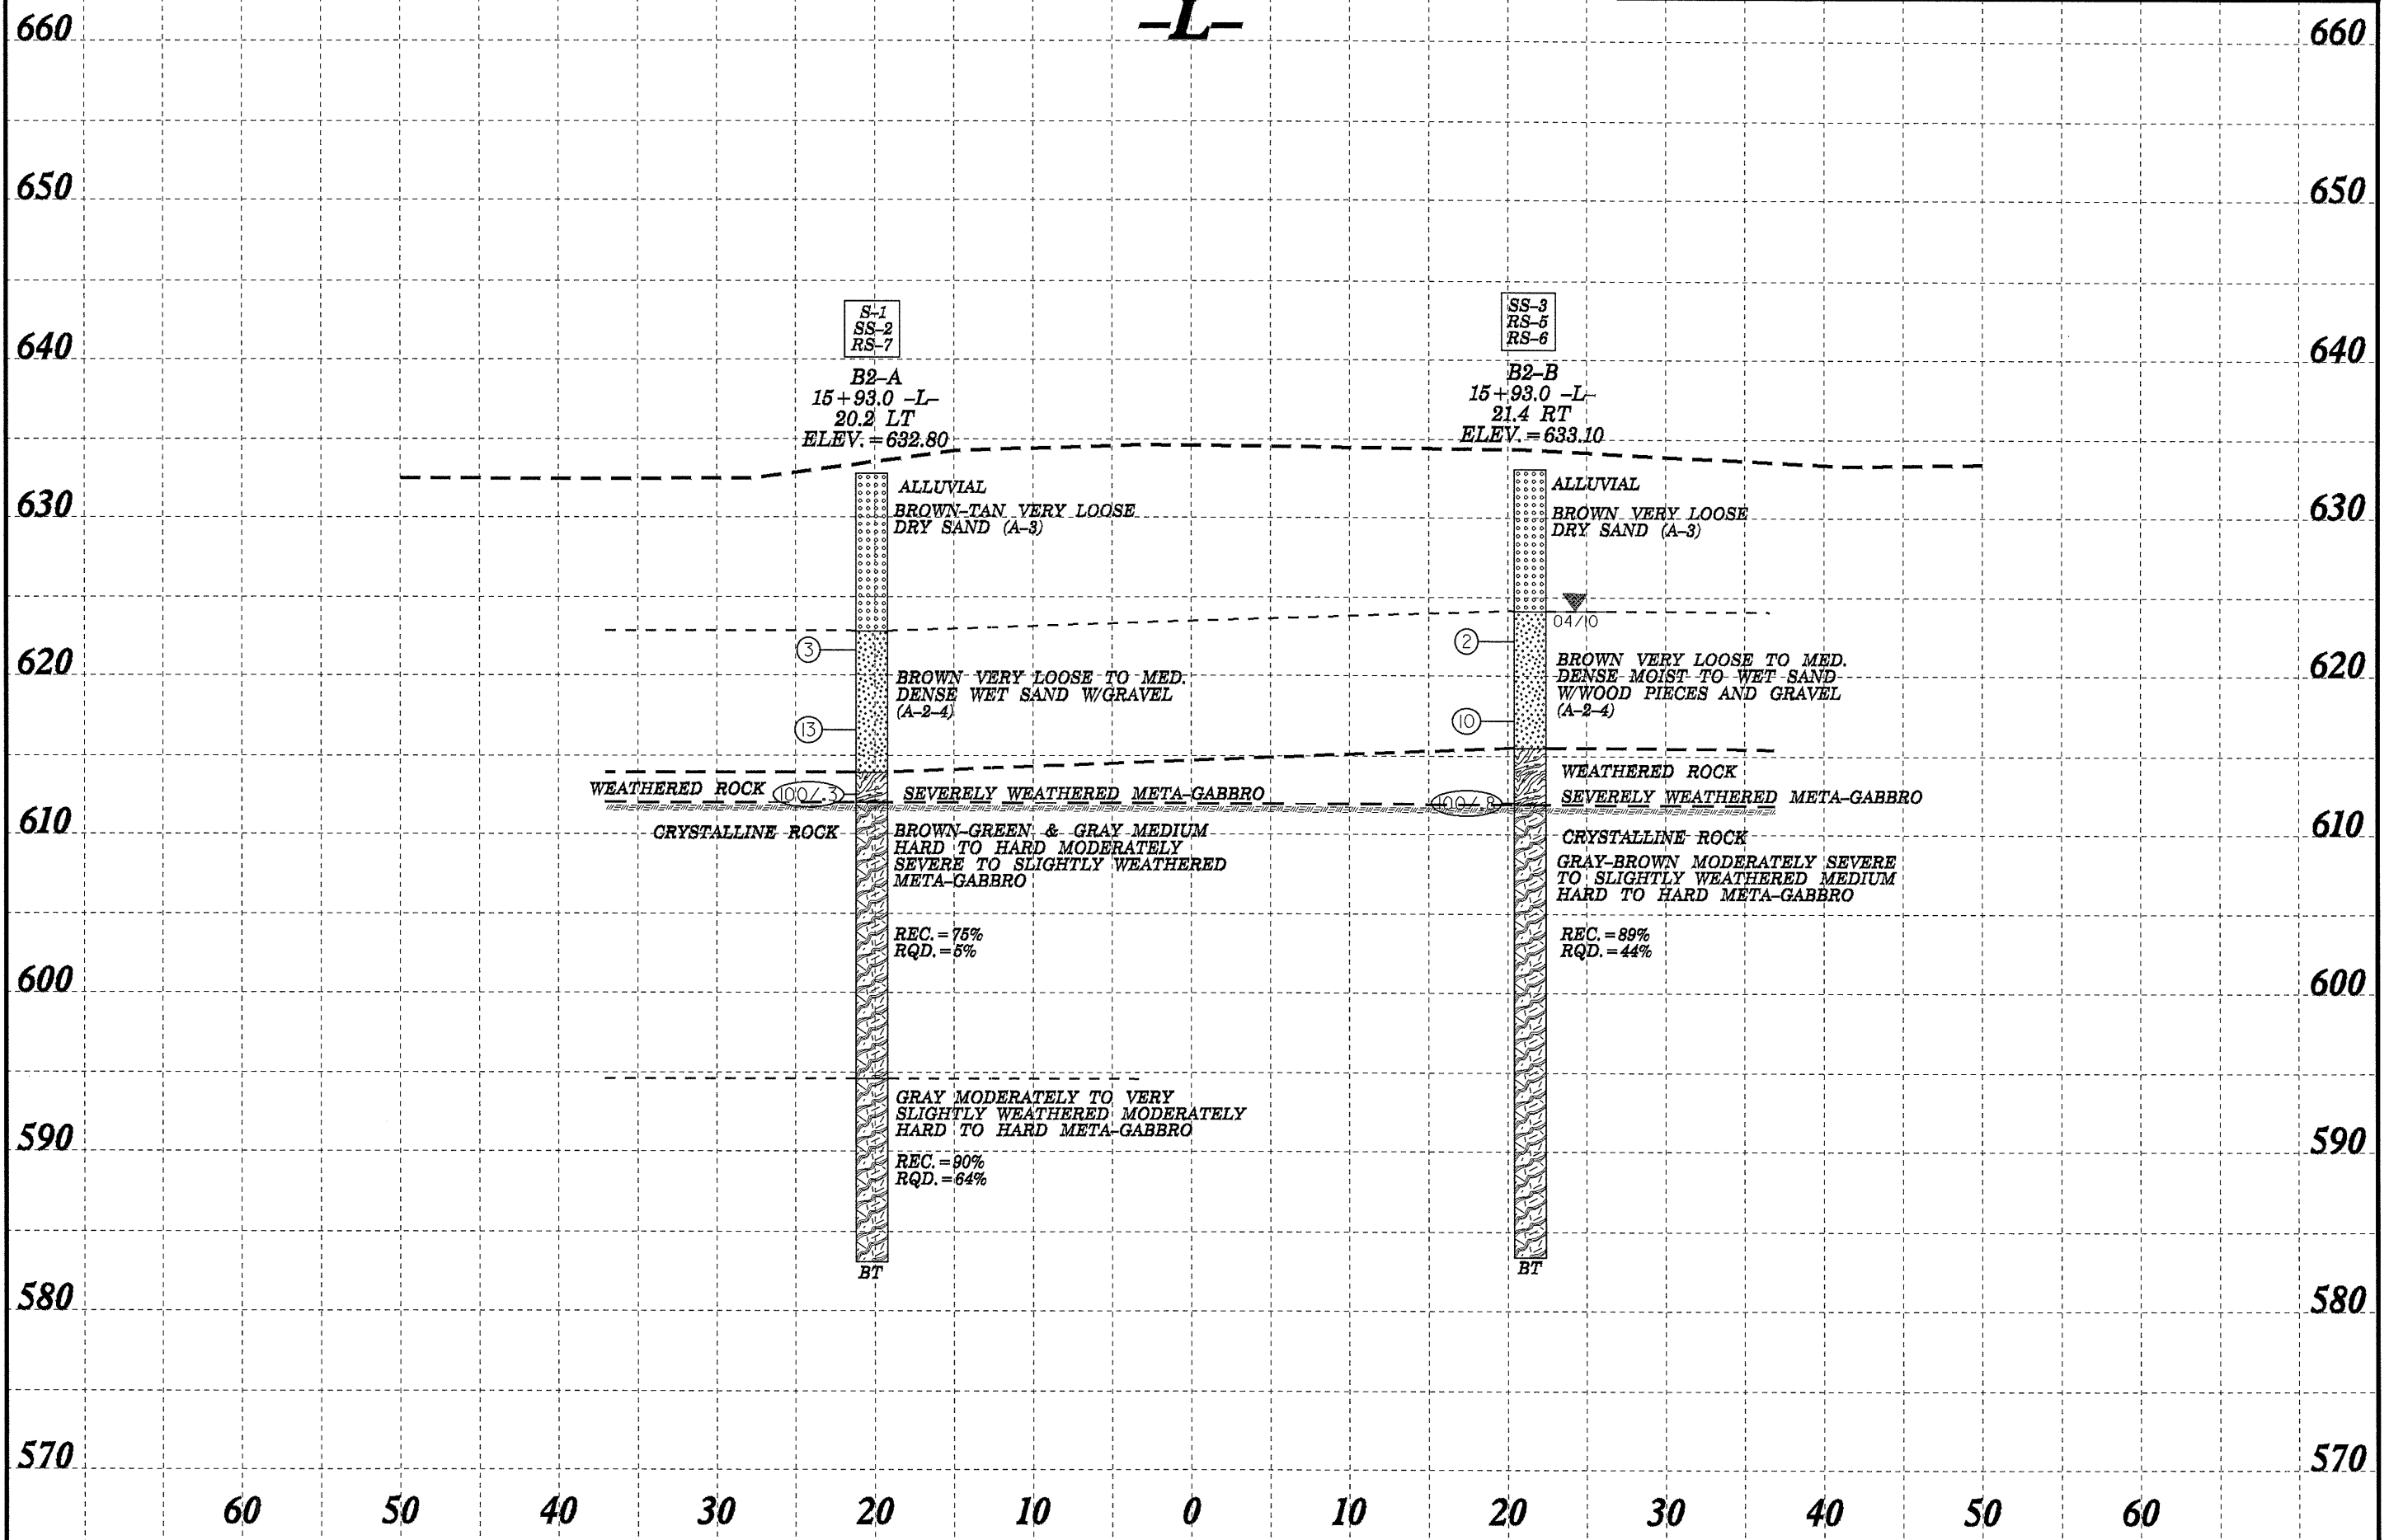 -L-
660
660
650
650
S-1
SS-2
RS-7
SS-3
RS-5
RS-6
640
640
B2-A
15+93.0 -L-
20.2 LT
ELEV.=632.80
B2-B
15+93.0 -L-
21.4 RT
ELEV.=633.10
ALLUVIAL
BROWN-TAN VERY LOOSE
DRY SAND (A-3)
ALLUVIAL
BROWN VERY LOOSE
DRY SAND (A-3)
630
630
04/10
3
2
620
620
BROWN VERY LOOSE TO MED.
DENSE WET SAND W/GRAVEL
(A-2-4)
BROWN VERY LOOSE TO MED.
DENSE MOIST TO WET SAND
W/WOOD PIECES AND GRAVEL
(A-2-4)
13
10
WEATHERED ROCK
100/.3
SEVERELY WEATHERED META-GABBRO
WEATHERED ROCK
100/.8
SEVERELY WEATHERED META-GABBRO
610
610
CRYSTALLINE ROCK
BROWN-GREEN & GRAY MEDIUM
HARD TO HARD MODERATELY
SEVERE TO SLIGHTLY WEATHERED
META-GABBRO
CRYSTALLINE ROCK
GRAY-BROWN MODERATELY SEVERE
TO SLIGHTLY WEATHERED MEDIUM
HARD TO HARD META-GABBRO
REC.=75%
RQD.=5%
REC.=89%
RQD.=44%
600
600
GRAY MODERATELY TO VERY
SLIGHTLY WEATHERED MODERATELY
HARD TO HARD META-GABBRO
590
590
REC.=90%
RQD.=64%
BT
BT
580
580
570
570
60 50 40 30 20 10 0 10 20 30 40 50 60